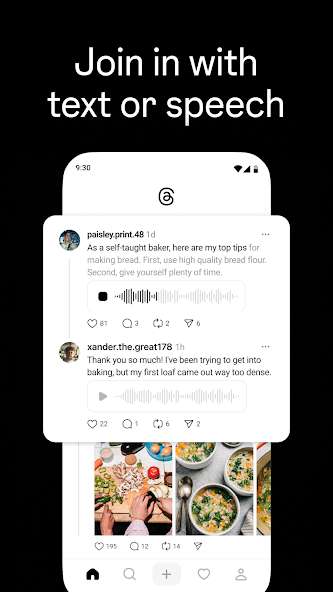 Join in with
text or speech
9:30
paisley.print.48 1d
As a self-taught baker, here are my top tips for
making bread. First, use high quality bread flour.
Second, give yourself plenty of time.
81 3 2 6
xander.the.great178 1h
Thank you so much! I've been trying to get into
baking, but my first loaf came out way too dense.
22 1 6 2
195 12 14